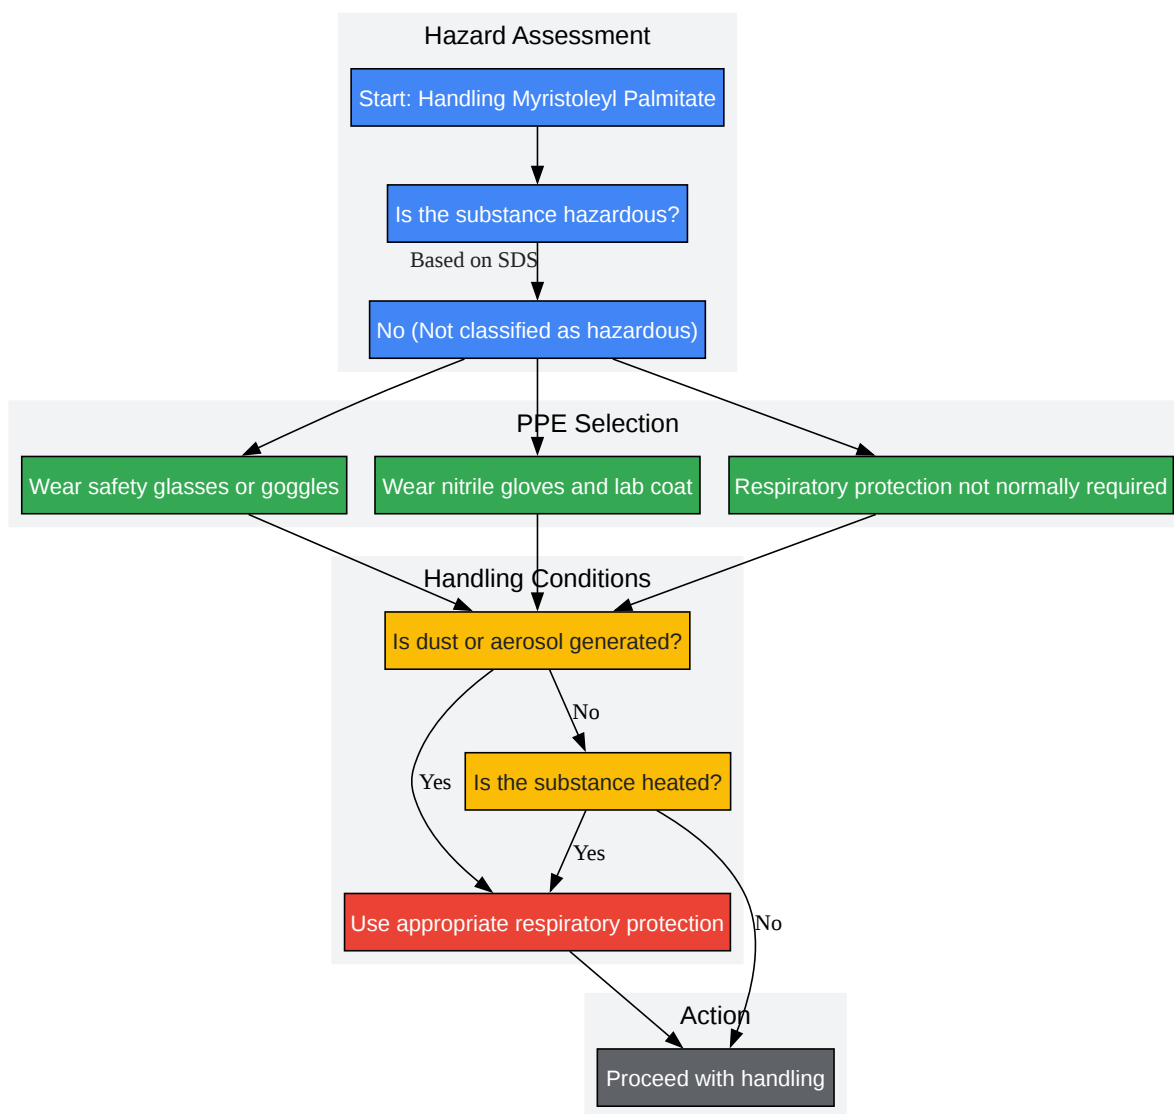 Hazard Assessment
Start: Handling Myristoleyl Palmitate
Is the substance hazardous?
Based on SDS
No (Not classified as hazardous)
PPE Selection
Wear safety glasses or goggles
Wear nitrile gloves and lab coat
Respiratory protection not normally required
Handling Conditions
Is dust or aerosol generated?
No
Yes
Is the substance heated?
Yes
Use appropriate respiratory protection
No
Action
Proceed with handling